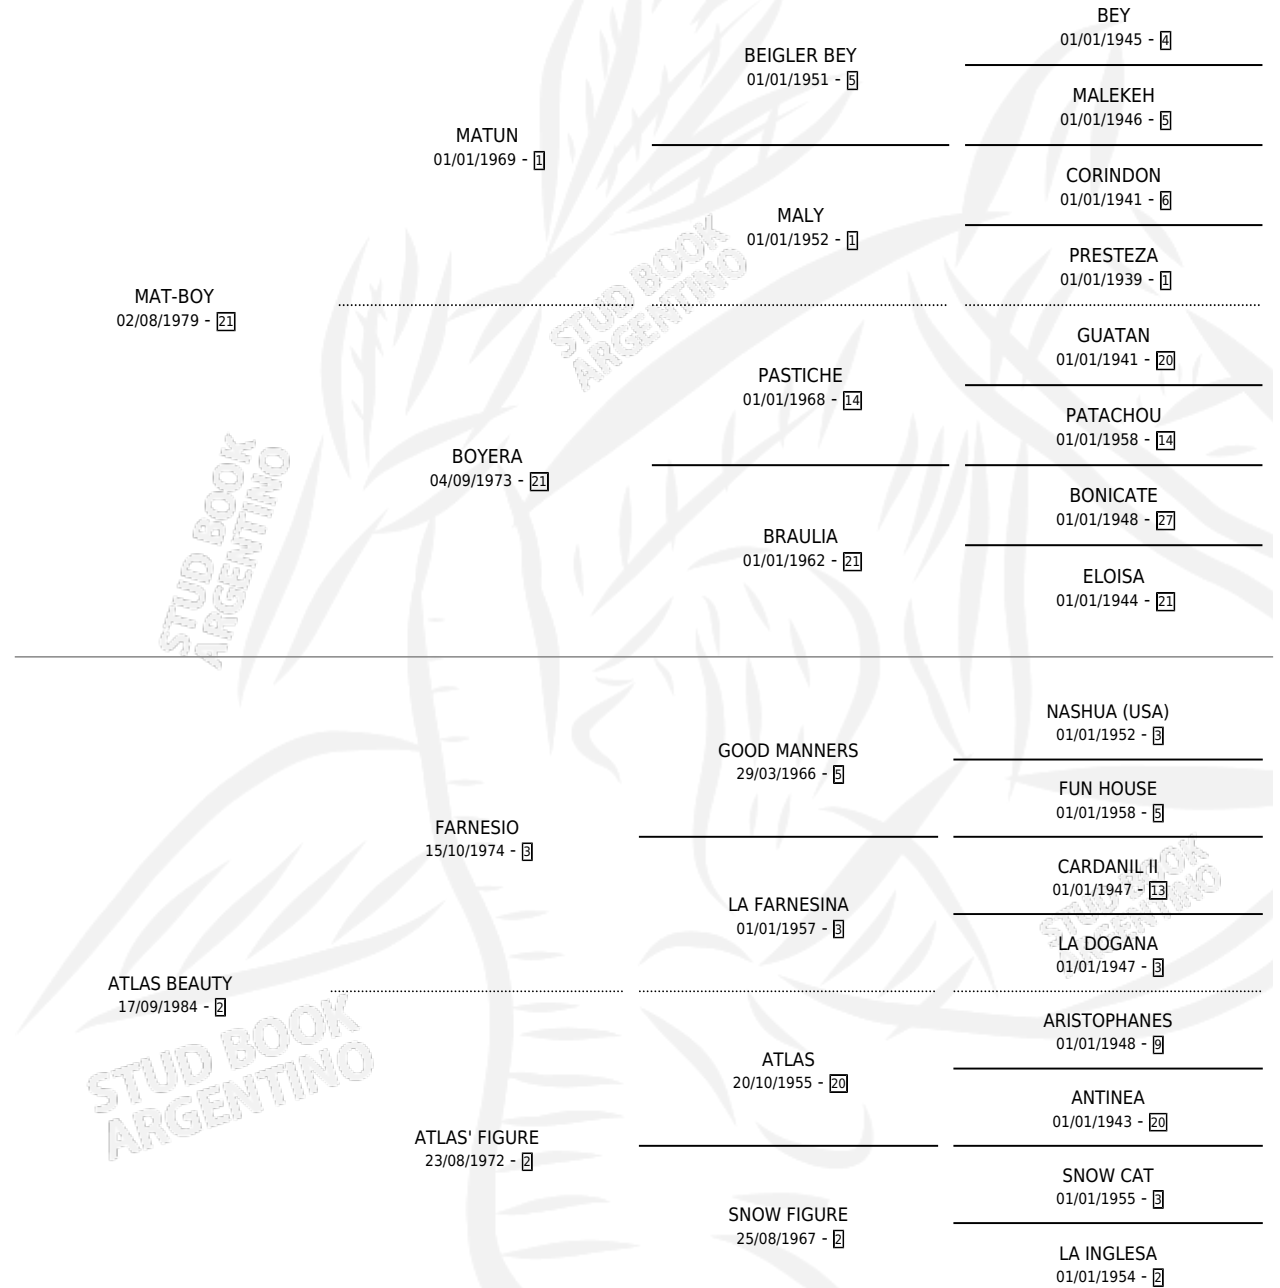 BEY
01/01/1945 - 4
BEIGLER BEY
01/01/1951 - 5
MALEKEH
01/01/1946 - 5
MATUN
01/01/1969 - 1
CORINDON
01/01/1941 - 6
MALY
01/01/1952 - 1
PRESTEZA
01/01/1939 - 1
MAT-BOY
02/08/1979 - 21
GUATAN
01/01/1941 - 20
PASTICHE
01/01/1968 - 14
PATACHOU
01/01/1958 - 14
BOYERA
04/09/1973 - 21
BONICATE
01/01/1948 - 27
BRAULIA
01/01/1962 - 21
ELOISA
01/01/1944 - 21
STUD BOOK
ARGENTINO
STUD BOOK
ARGENTINO
NASHUA (USA)
01/01/1952 - 3
GOOD MANNERS
29/03/1966 - 5
FUN HOUSE
01/01/1958 - 5
FARNESIO
15/10/1974 - 3
CARDANIL II
01/01/1947 - 13
LA FARNESINA
01/01/1957 - 3
LA DOGANA
01/01/1947 - 3
ATLAS BEAUTY
17/09/1984 - 2
ARISTOPHANES
01/01/1948 - 9
ATLAS
20/10/1955 - 20
ANTINEA
01/01/1943 - 20
ATLAS' FIGURE
23/08/1972 - 2
SNOW CAT
01/01/1955 - 3
SNOW FIGURE
25/08/1967 - 2
LA INGLESA
01/01/1954 - 2
STUD BOOK
ARGENTINO
STUD BOOK
ARGENTINO